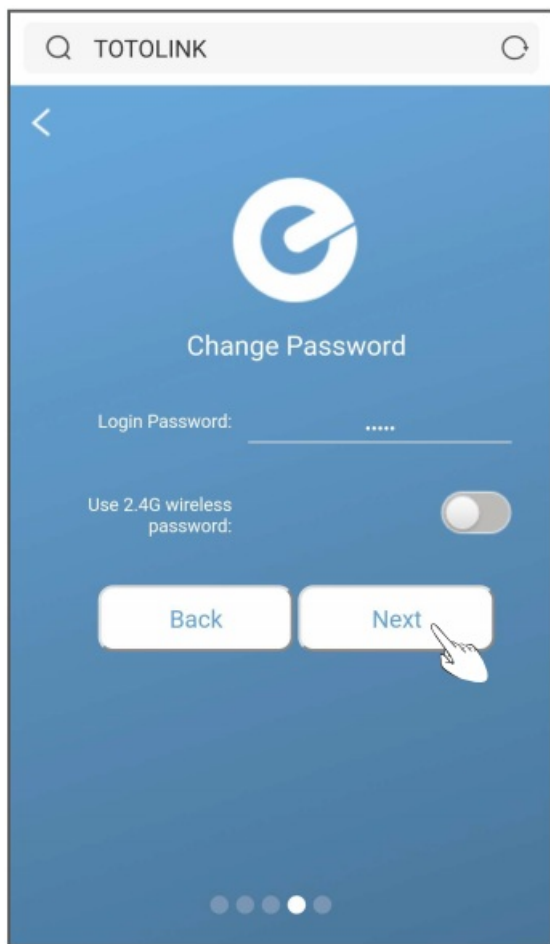 TOTOLINK
Change Password
Login Password: .....
Use 2.4G wireless
password:
Back Next